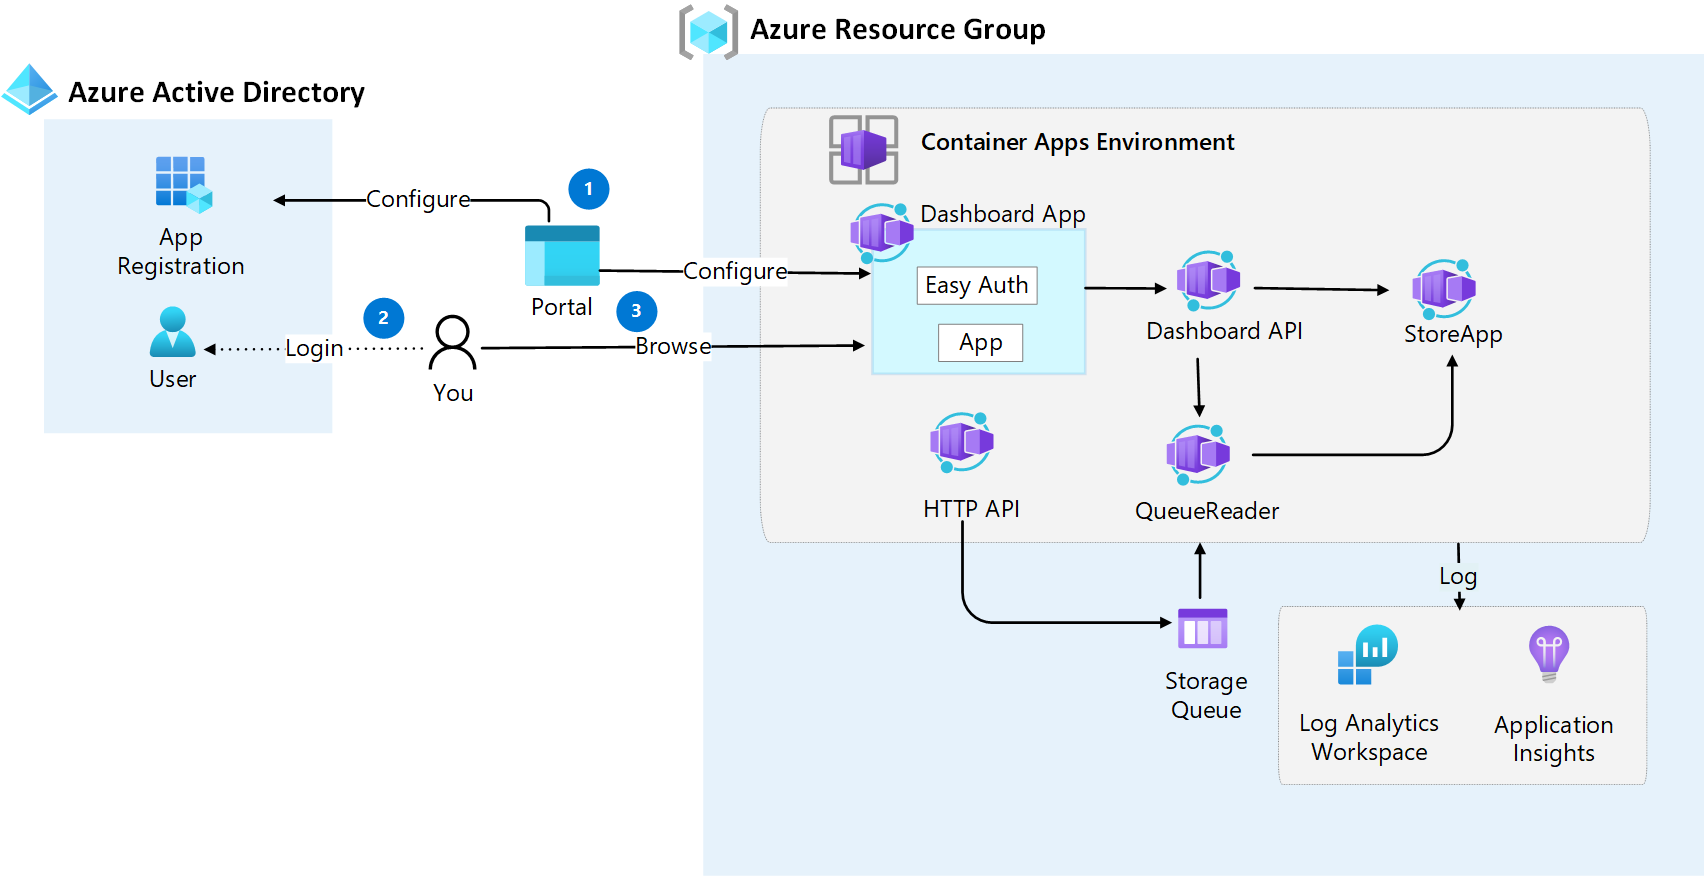 Azure Resource Group
Azure Active Directory
Container Apps Environment
1
Configure
App
Registration
Dashboard App
Configure
Easy Auth
Portal
2
3
Login
Browse
App
Dashboard API
StoreApp
User
You
HTTP API
QueueReader
Log
Storage
Queue
Log Analytics
Workspace
Application
Insights